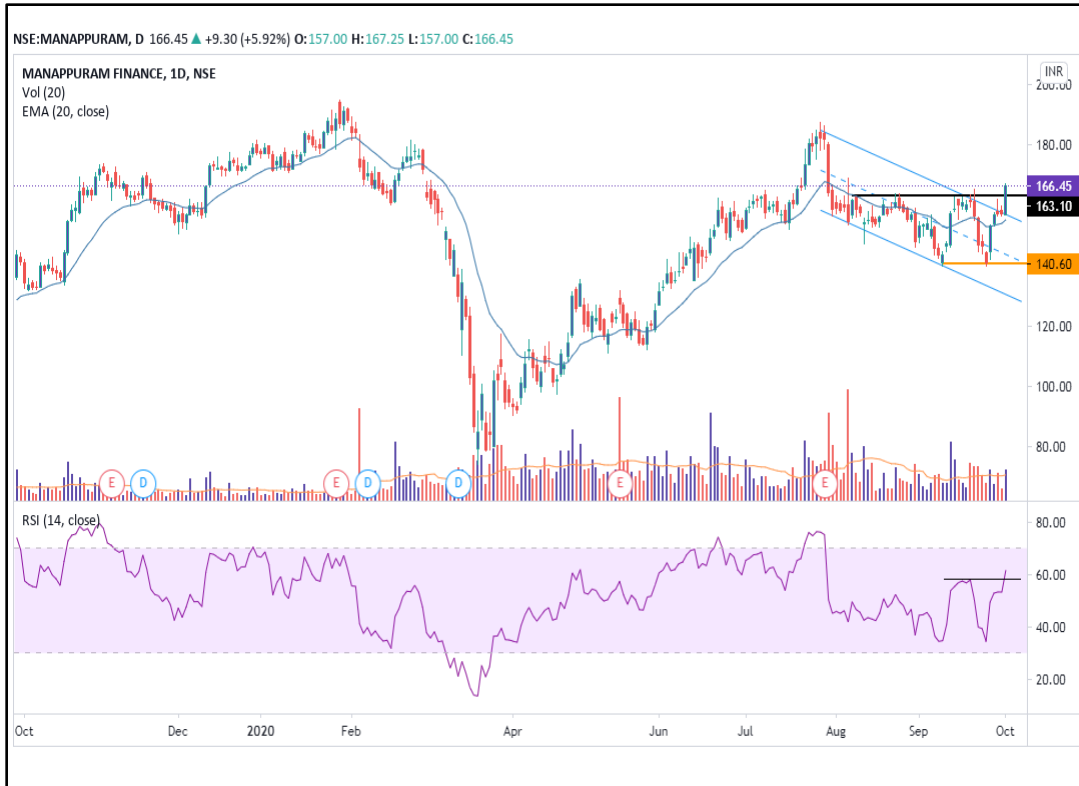 NSE:MANAPPURAM, D 166.45 ▲ +9.30 (+5.92%) O:157.00 H:167.25 L:157.00 C:166.45
MANAPPURAM FINANCE, 1D, NSE
Vol (20)
EMA (20, close)
INR
200.00
180.00
166.45
163.10
140.60
120.00
100.00
80.00
E D E D D E E
RSI (14, close)
80.00
60.00
40.00
20.00
Oct Dec 2020 Feb Apr Jun Jul Aug Sep Oct